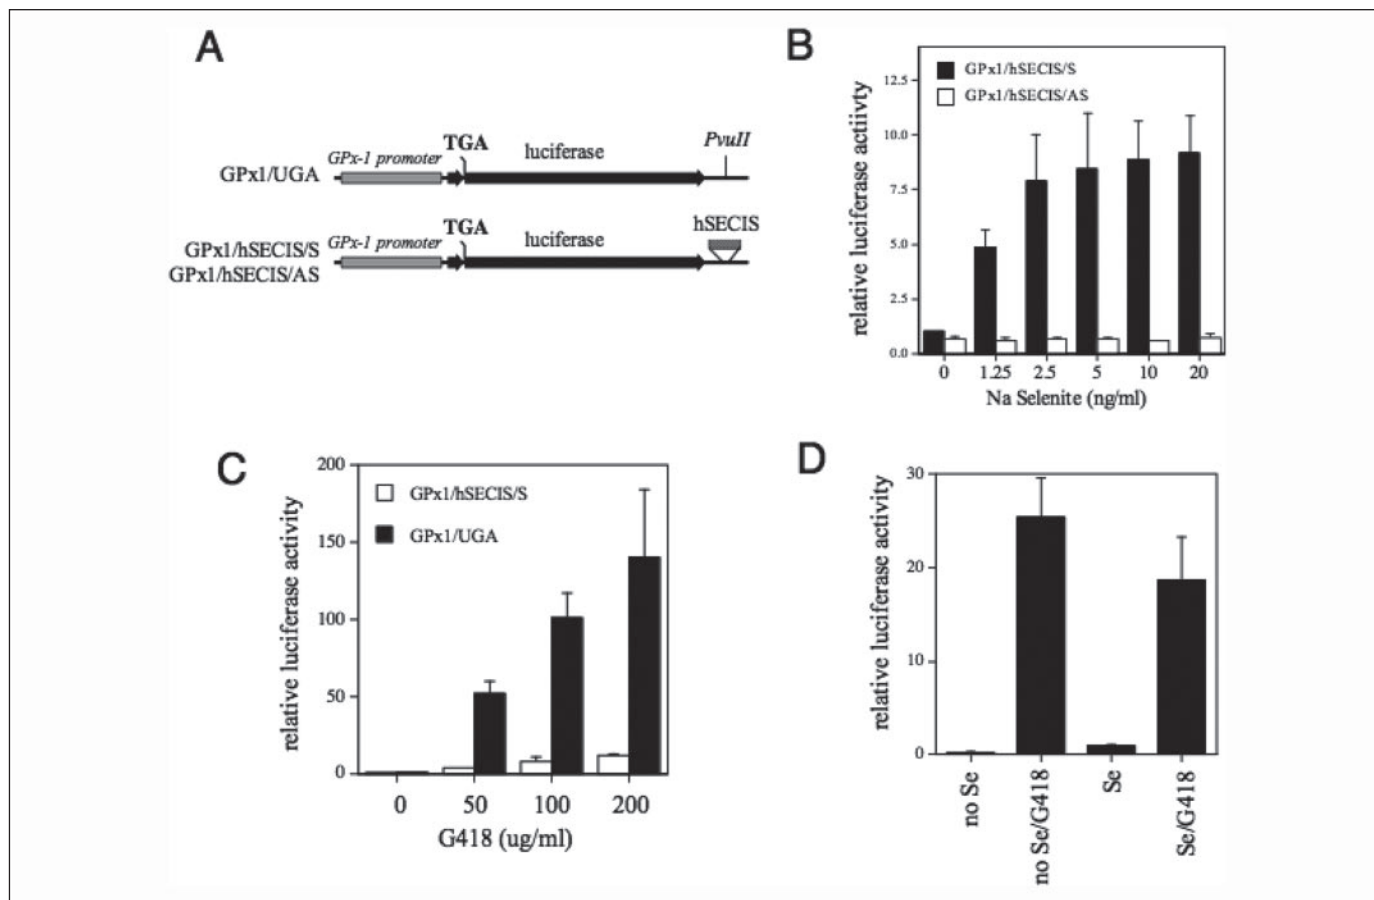 A
TGA
PvuII
GPx-1 promoter
luciferase
GPx1/UGA
TGA
hSECIS
GPx1/hSECIS/S
GPx-1 promoter
luciferase
GPx1/hSECIS/AS
B
GPx1/hSECIS/S
GPx1/hSECIS/AS
relative luciferase actiivty
12.5
10.0
7.5
5.0
2.5
0.0
0 1.25 2.5 5 10 20
Na Selenite (ng/ml)
C
GPx1/hSECIS/S
GPx1/UGA
relative luciferase activity
200
150
100
50
0
0 50 100 200
G418 (ug/ml)
D
relative luciferase activity
30
20
10
0
no Se
no Se/G418
Se
Se/G418